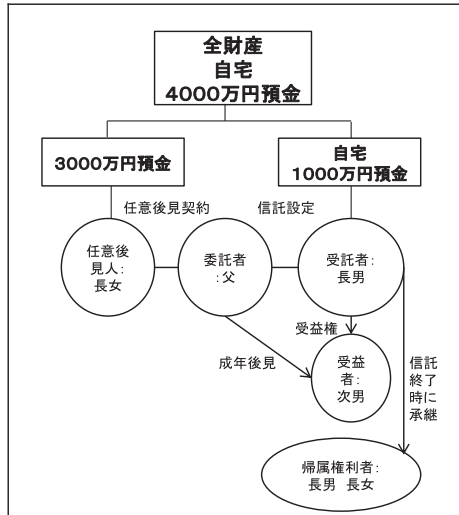 全財産
自宅
4000万円預金
3000万円預金
自宅
1000万円預金
任意後見契約
信託設定
任意後
見人:
長女
委託者
:父
受託者:
長男
受益権
成年後見
受益
者:
次男
信託
終了
時に
承継
帰属権利者:
長男 長女